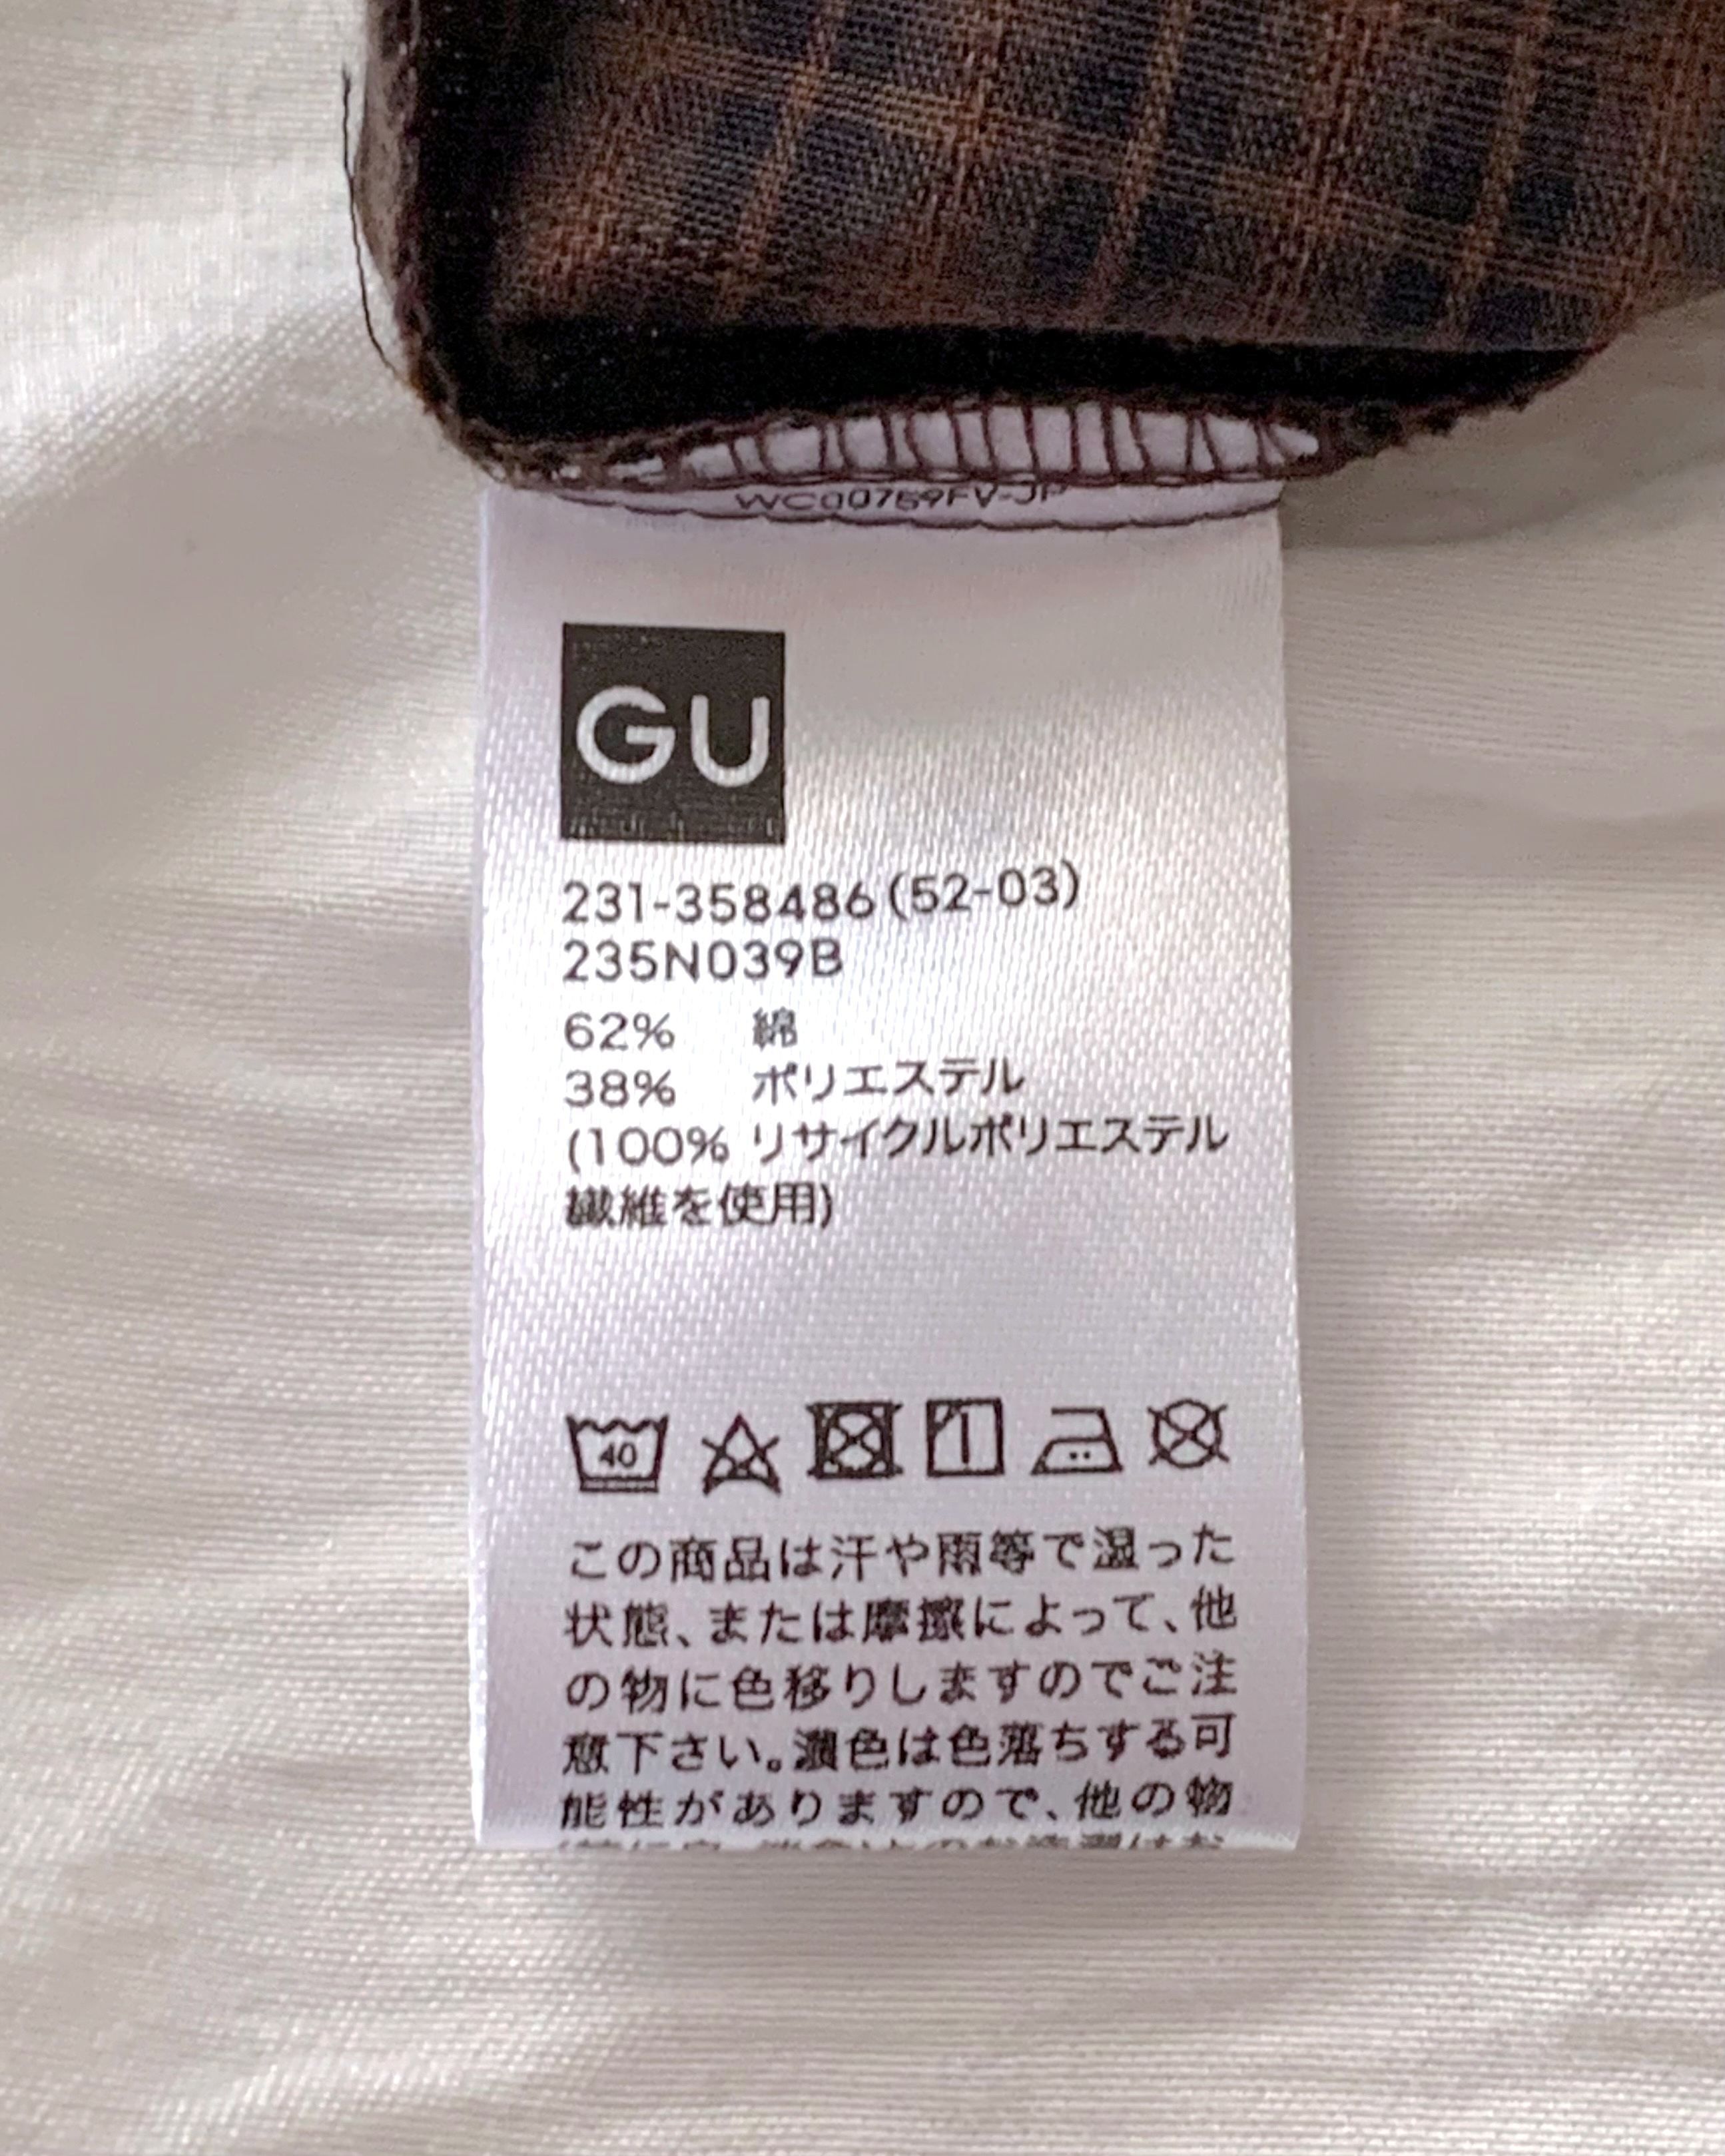 WC00759FV-JP
GU
231-358486(52-03)
235N039B
62% 綿
38% ポリエステル
(100% リサイクルポリエステル
繊維を使用)
40
この商品は汗や雨等で湿った
状態、または摩擦によって、他
の物に色移りしますのでご注
意下さい。濃色は色落ちする可
能性がありますので、他の物